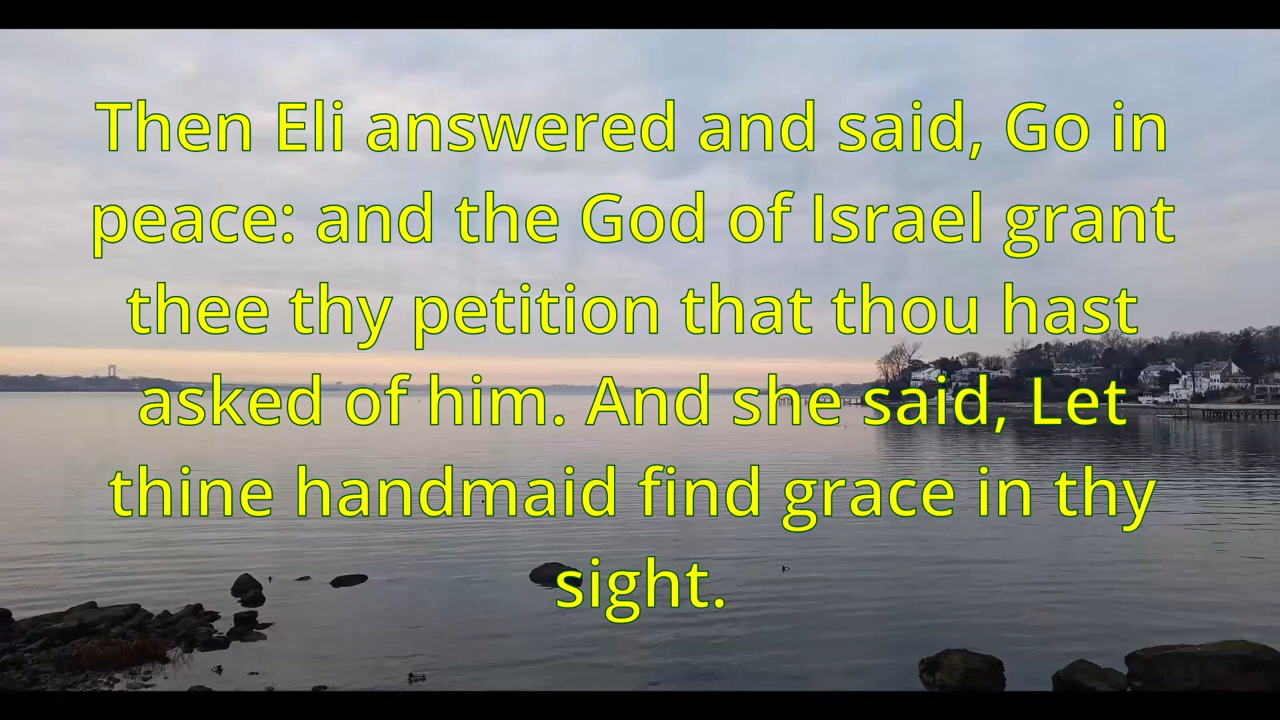 Then Eli answered and said, Go in
peace: and the God of Israel grant
thee thy petition that thou hast
asked of him. And she said, Let
thine handmaid find grace in thy
sight.